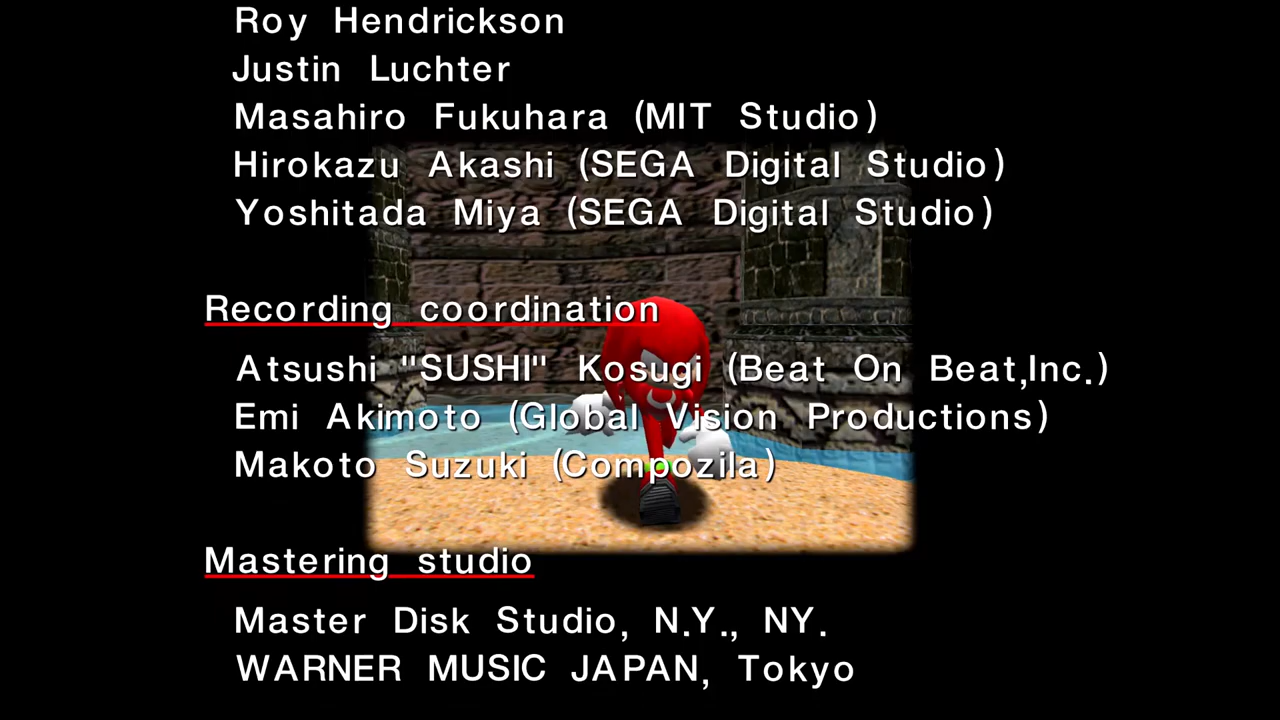 Roy Hendrickson
Justin Luchter
Masahiro Fukuhara (MIT Studio)
Hirokazu Akashi (SEGA Digital Studio)
Yoshitada Miya (SEGA Digital Studio)
Recording coordination
Atsushi "SUSHI" Kosugi (Beat On Beat,Inc.)
Emi Akimoto (Global Vision Productions)
Makoto Suzuki (Compozila)
Mastering studio
Master Disk Studio, N.Y., NY.
WARNER MUSIC JAPAN, Tokyo